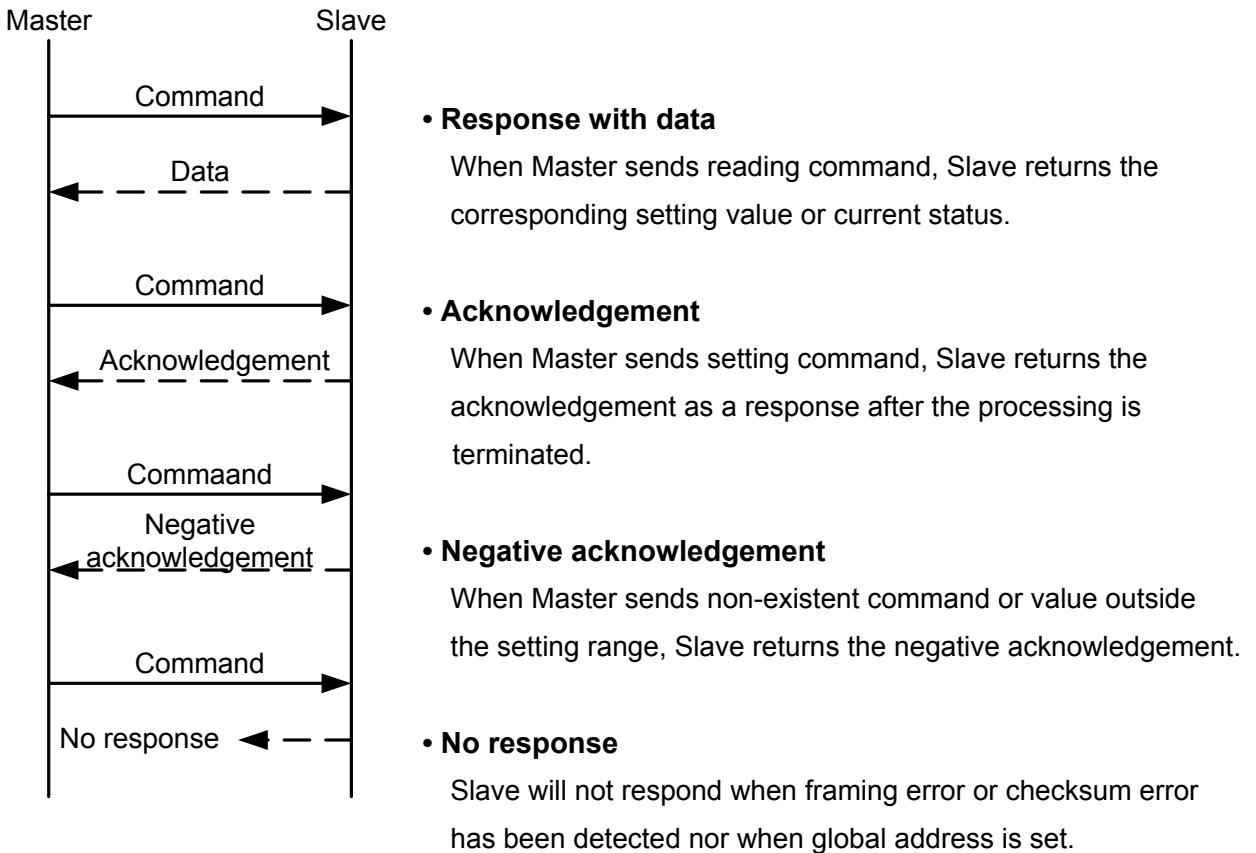 Master
Slave
Command
Data
Command
Acknowledgement
Commaand
Negative
acknowledgement
Command
No response
• Response with data
When Master sends reading command, Slave returns the
corresponding setting value or current status.
• Acknowledgement
When Master sends setting command, Slave returns the
acknowledgement as a response after the processing is
terminated.
• Negative acknowledgement
When Master sends non-existent command or value outside
the setting range, Slave returns the negative acknowledgement.
• No response
Slave will not respond when framing error or checksum error
has been detected nor when global address is set.